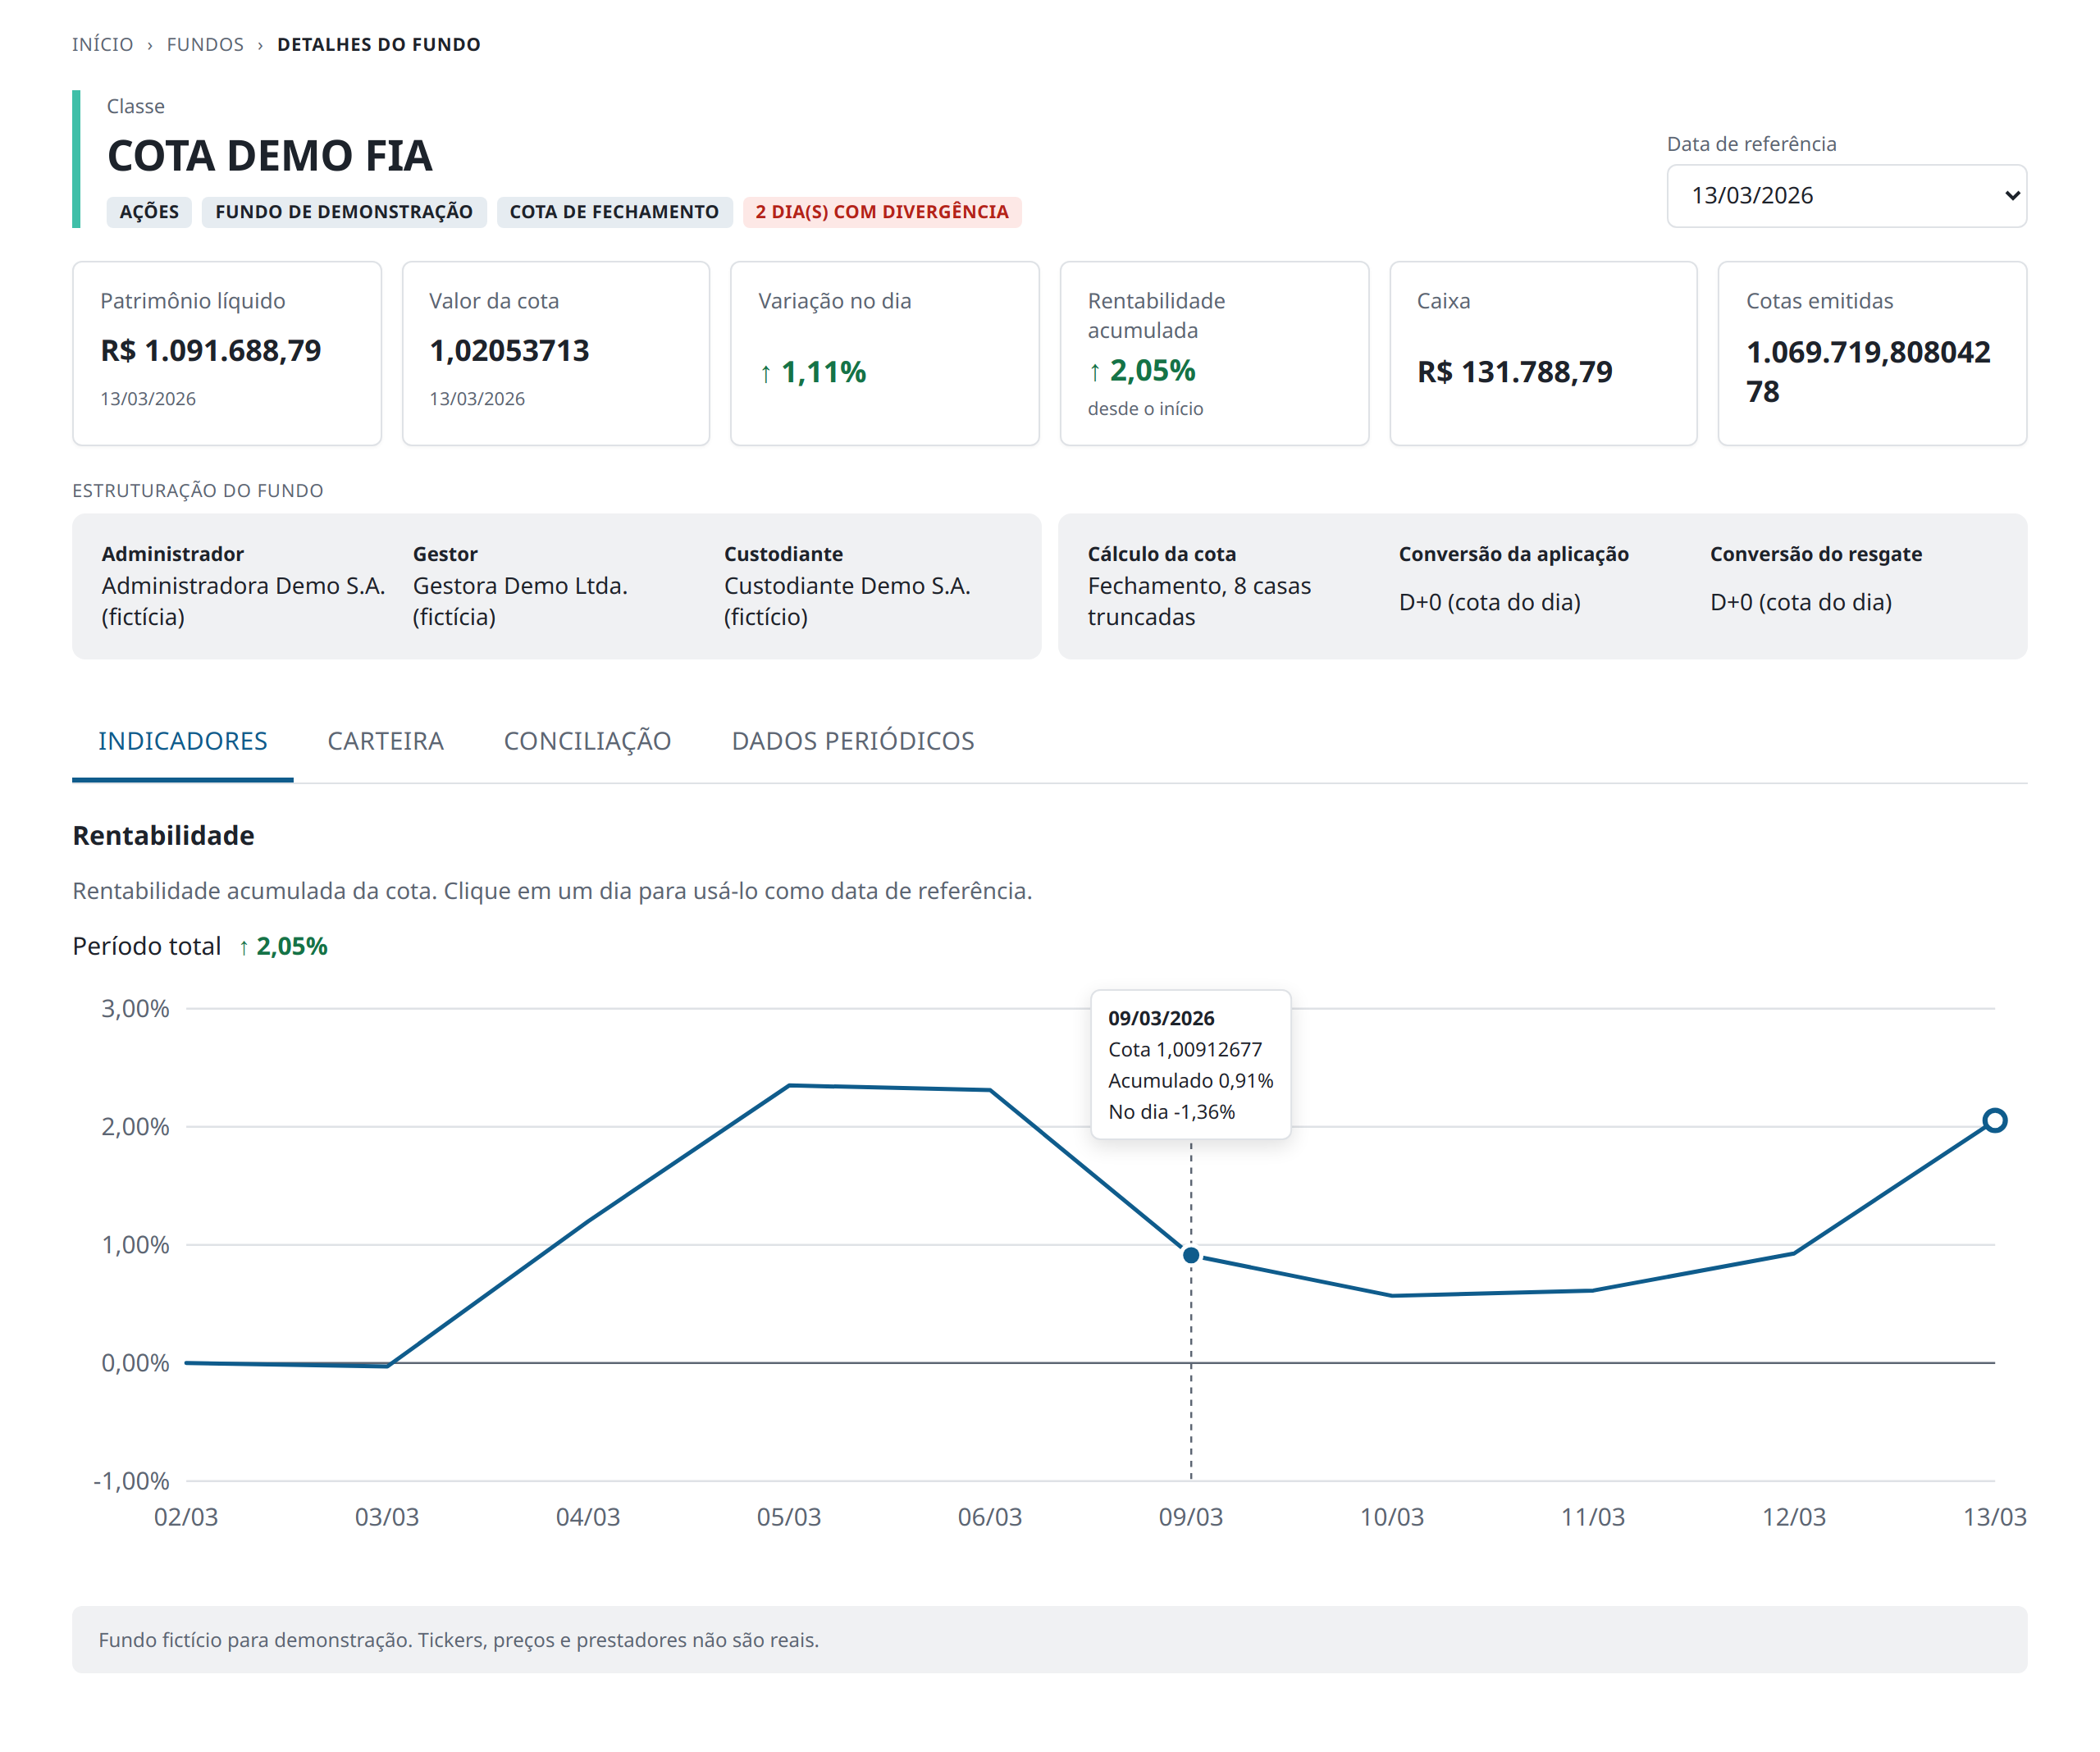 INÍCIO › FUNDOS › DETALHES DO FUNDO
Classe
COTA DEMO FIA
AÇÕES FUNDO DE DEMONSTRAÇÃO COTA DE FECHAMENTO 2 DIA(S) COM DIVERGÊNCIA
Data de referência
13/03/2026
Patrimônio líquido
R$ 1.091.688,79
13/03/2026
Valor da cota
1,02053713
13/03/2026
Variação no dia
↑ 1,11%
Rentabilidade
acumulada
↑ 2,05%
desde o início
Caixa
R$ 131.788,79
Cotas emitidas
1.069.719,808042
78
ESTRUTURAÇÃO DO FUNDO
Administrador
Administradora Demo S.A.
(fictícia)
Gestor
Gestora Demo Ltda.
(fictícia)
Custodiante
Custodiante Demo S.A.
(fictício)
Cálculo da cota
Fechamento, 8 casas
truncadas
Conversão da aplicação
D+0 (cota do dia)
Conversão do resgate
D+0 (cota do dia)
INDICADORES CARTEIRA CONCILIAÇÃO DADOS PERIÓDICOS
Rentabilidade
Rentabilidade acumulada da cota. Clique em um dia para usá-lo como data de referência.
Período total ↑ 2,05%
3,00%
2,00%
1,00%
0,00%
-1,00%
09/03/2026
Cota 1,00912677
Acumulado 0,91%
No dia -1,36%
02/03 03/03 04/03 05/03 06/03 09/03 10/03 11/03 12/03 13/03
Fundo fictício para demonstração. Tickers, preços e prestadores não são reais.